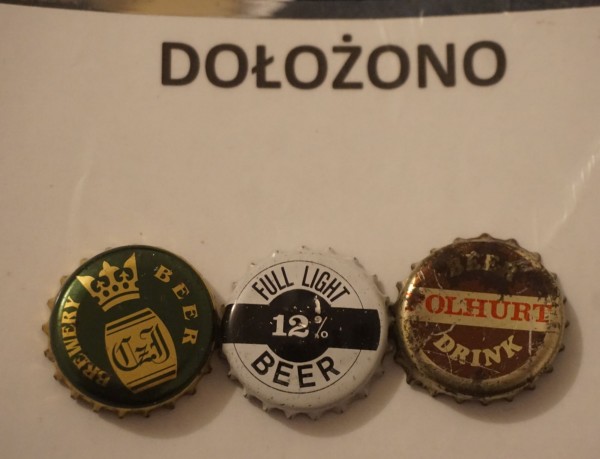 DOŁOŻONO
BREWERY BEER
FULL LIGHT
12%
BEER
OLHURT
DRINK